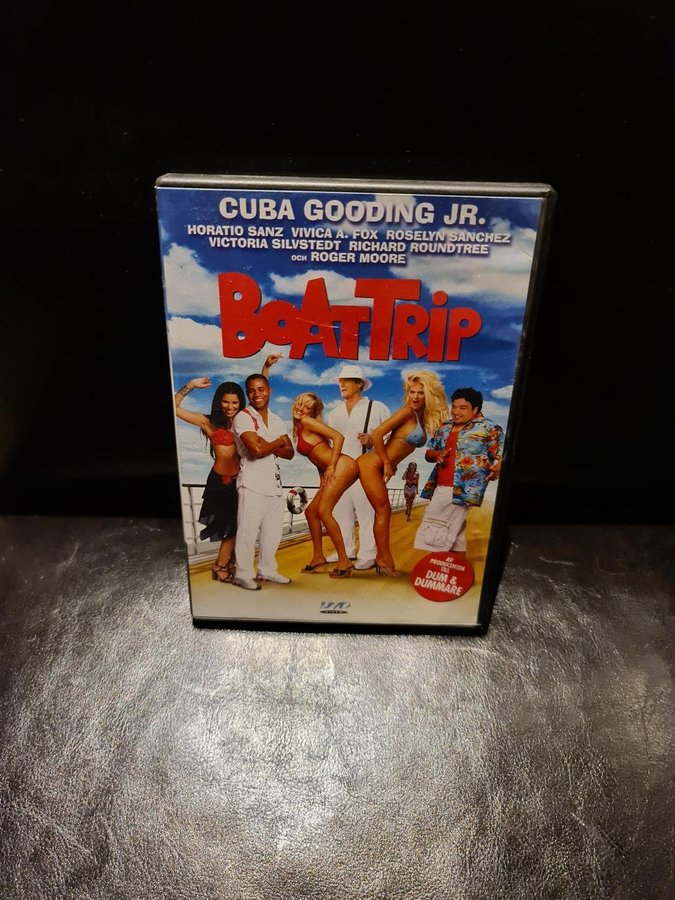 CUBA GOODING JR.
HORATIO SANZ VIVICA A. FOX ROSELYN SANCHEZ
VICTORIA SILVSTEDT RICHARD ROUNDTREE
OCH ROGER MOORE
BOAT TRIP
AV
PRODUCENTEN
TILL
DUM &
DUMMARE
DVD
VIDEO